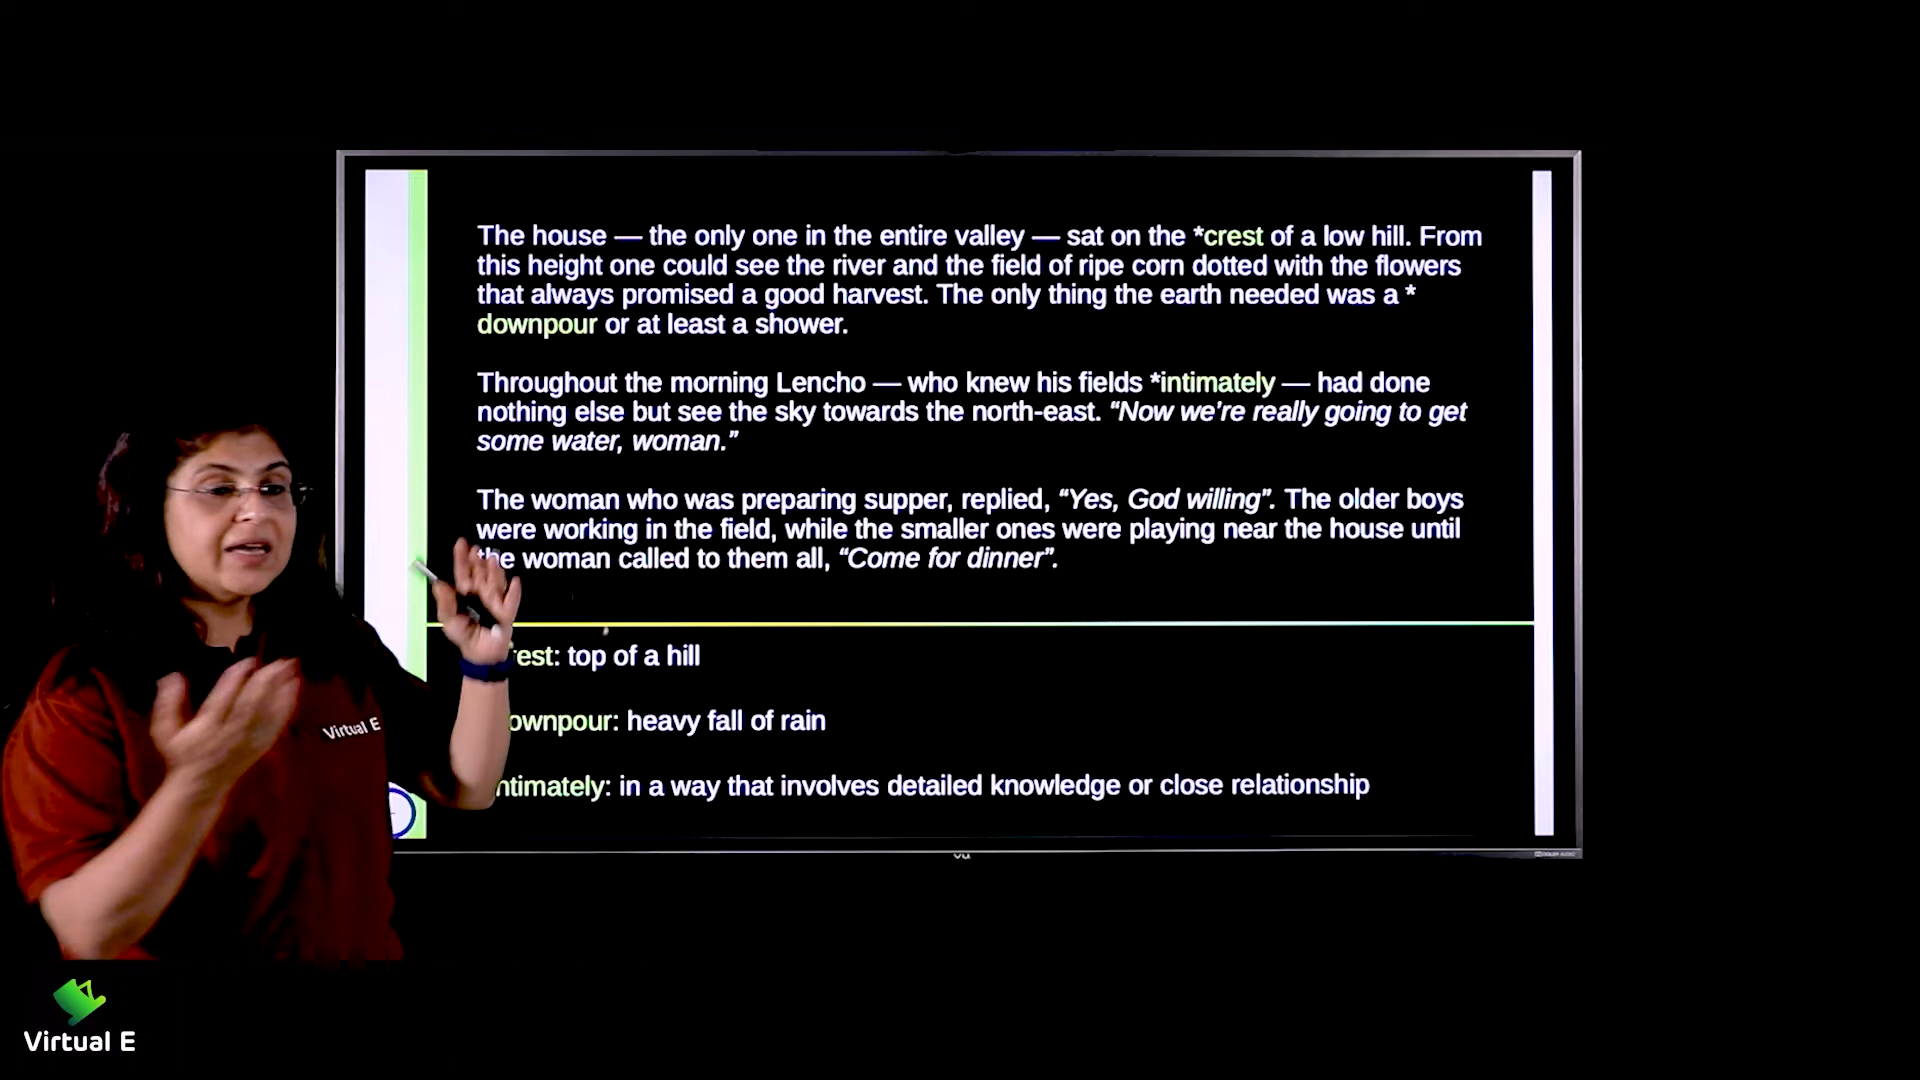 The house — the only one in the entire valley — sat on the *crest of a low hill. From
this height one could see the river and the field of ripe corn dotted with the flowers
that always promised a good harvest. The only thing the earth needed was a *
downpour or at least a shower.
Throughout the morning Lencho — who knew his fields *intimately — had done
nothing else but see the sky towards the north-east. “Now we’re really going to get
some water, woman.”
The woman who was preparing supper, replied, “Yes, God willing”. The older boys
were working in the field, while the smaller ones were playing near the house until
the woman called to them all, “Come for dinner”.
rest: top of a hill
ownpour: heavy fall of rain
ntimately: in a way that involves detailed knowledge or close relationship
Virtual E
Virtual E